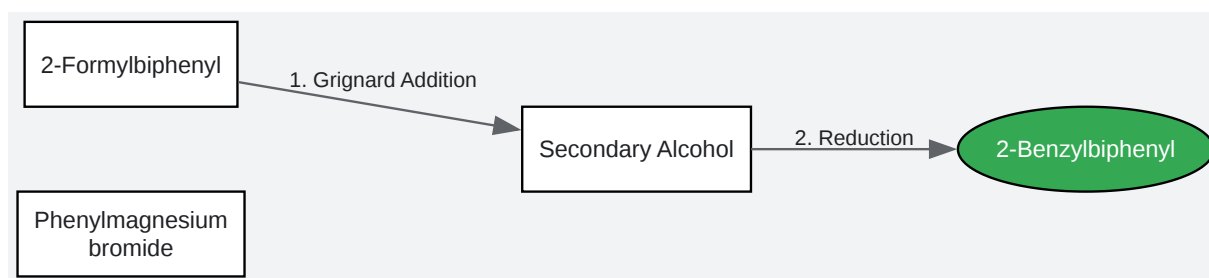 2-Formylbiphenyl
1. Grignard Addition
Secondary Alcohol
2. Reduction
2-Benzylbiphenyl
Phenylmagnesium
bromide